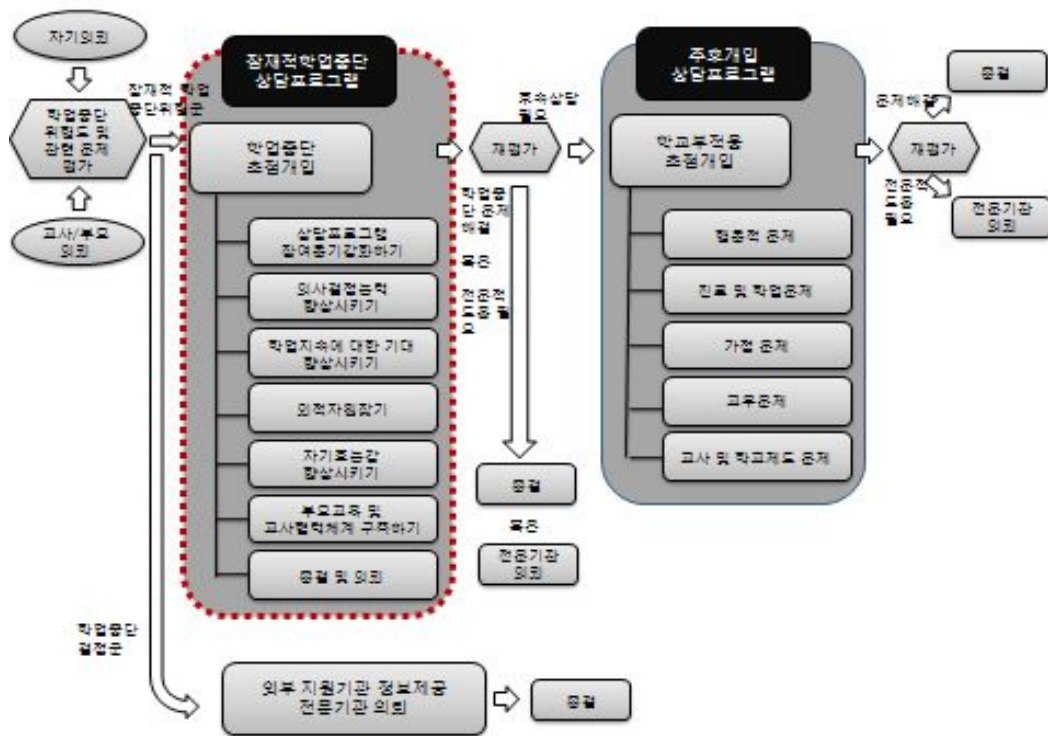 자기의뢰
학업중단
위험도 및
관련 문제
평가
교사/부모
의뢰
잠재적 학업
중단위험군
잠재적학업중단
상담프로그램
학업중단
초점개입
상담프로그램
참여동기강화하기
의사결정능력
향상시키기
학업지속에 대한 기대
향상시키기
외적자원찾기
자기효능감
향상시키기
부모교육 및
교사협력체계 구축하기
종결 및 의뢰
후속상담
필요
재평가
학업중
단 문제
해결
혹은
전문적
도움 필
요
종결
혹은
전문기관
의뢰
추후개입
상담프로그램
학교부적응
초점개입
행동적 문제
진로 및 학업문제
가정 문제
교우문제
교사 및 학교제도 문제
문제해결
재평가
전문적
도움
필요
종결
전문기관
의뢰
학업중단
결정군
외부 지원기관 정보제공
전문기관 의뢰
종결